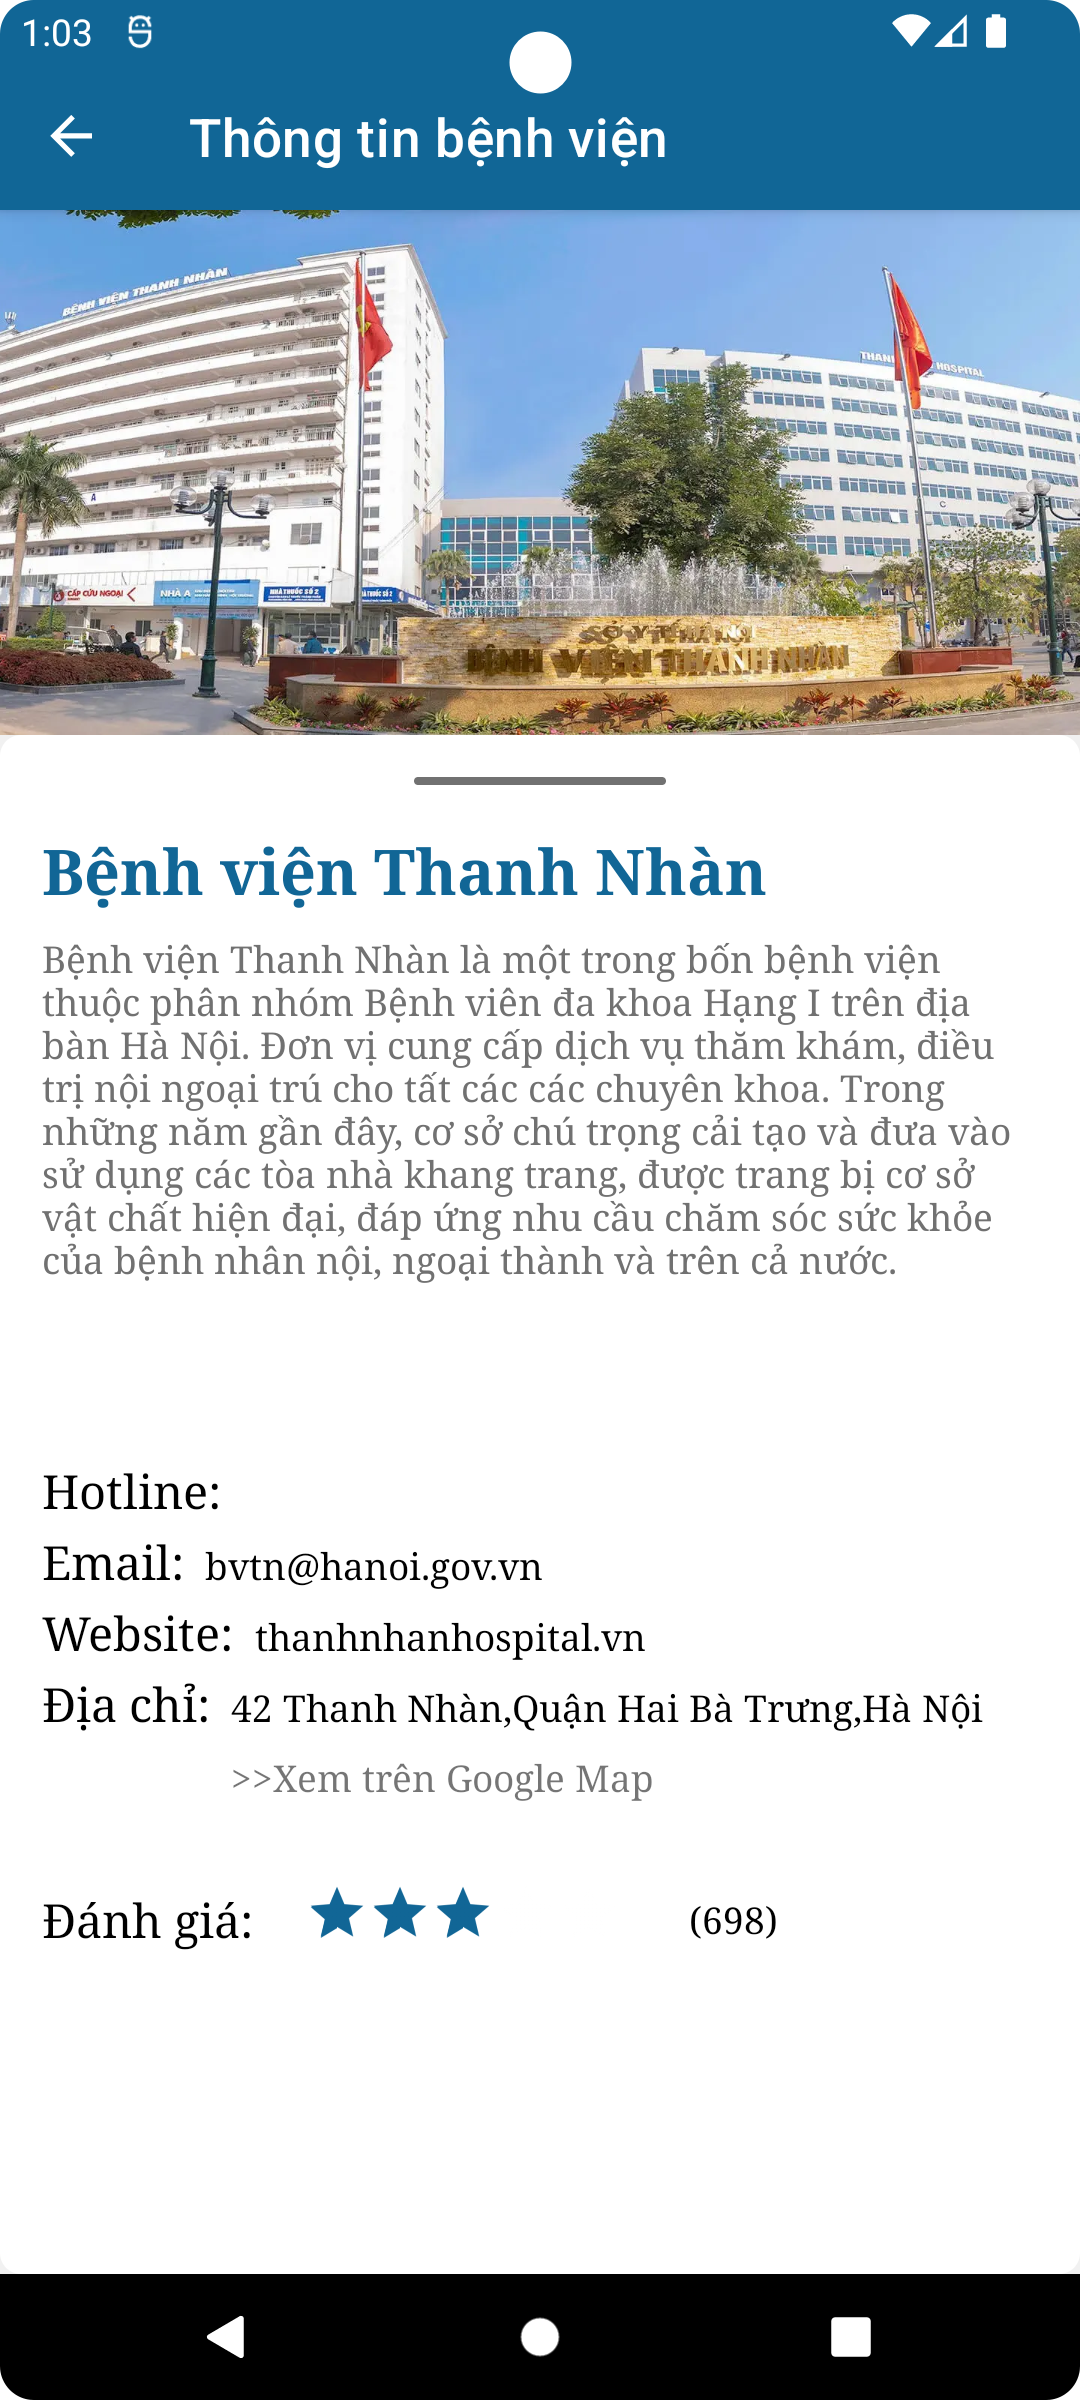 1:03
Thông tin bệnh viện
BỆNH VIỆN THANH NHÀN
HOSPITAL
A
C
CẤP CỨU NGOẠI
NHÀ A
NHÀ THUỐC SỐ 2
SỞ Y TẾ HÀ NỘI
BỆNH VIỆN THANH NHÀN
Bệnh viện Thanh Nhàn
Bệnh viện Thanh Nhàn là một trong bốn bệnh viện
thuộc phân nhóm Bệnh viên đa khoa Hạng I trên địa
bàn Hà Nội. Đơn vị cung cấp dịch vụ thăm khám, điều
trị nội ngoại trú cho tất các các chuyên khoa. Trong
những năm gần đây, cơ sở chú trọng cải tạo và đưa vào
sử dụng các tòa nhà khang trang, được trang bị cơ sở
vật chất hiện đại, đáp ứng nhu cầu chăm sóc sức khỏe
của bệnh nhân nội, ngoại thành và trên cả nước.
Hotline:
Email: bvtn@hanoi.gov.vn
Website: thanhnhanhospital.vn
Địa chỉ: 42 Thanh Nhàn,Quận Hai Bà Trưng,Hà Nội
>>Xem trên Google Map
Đánh giá: (698)